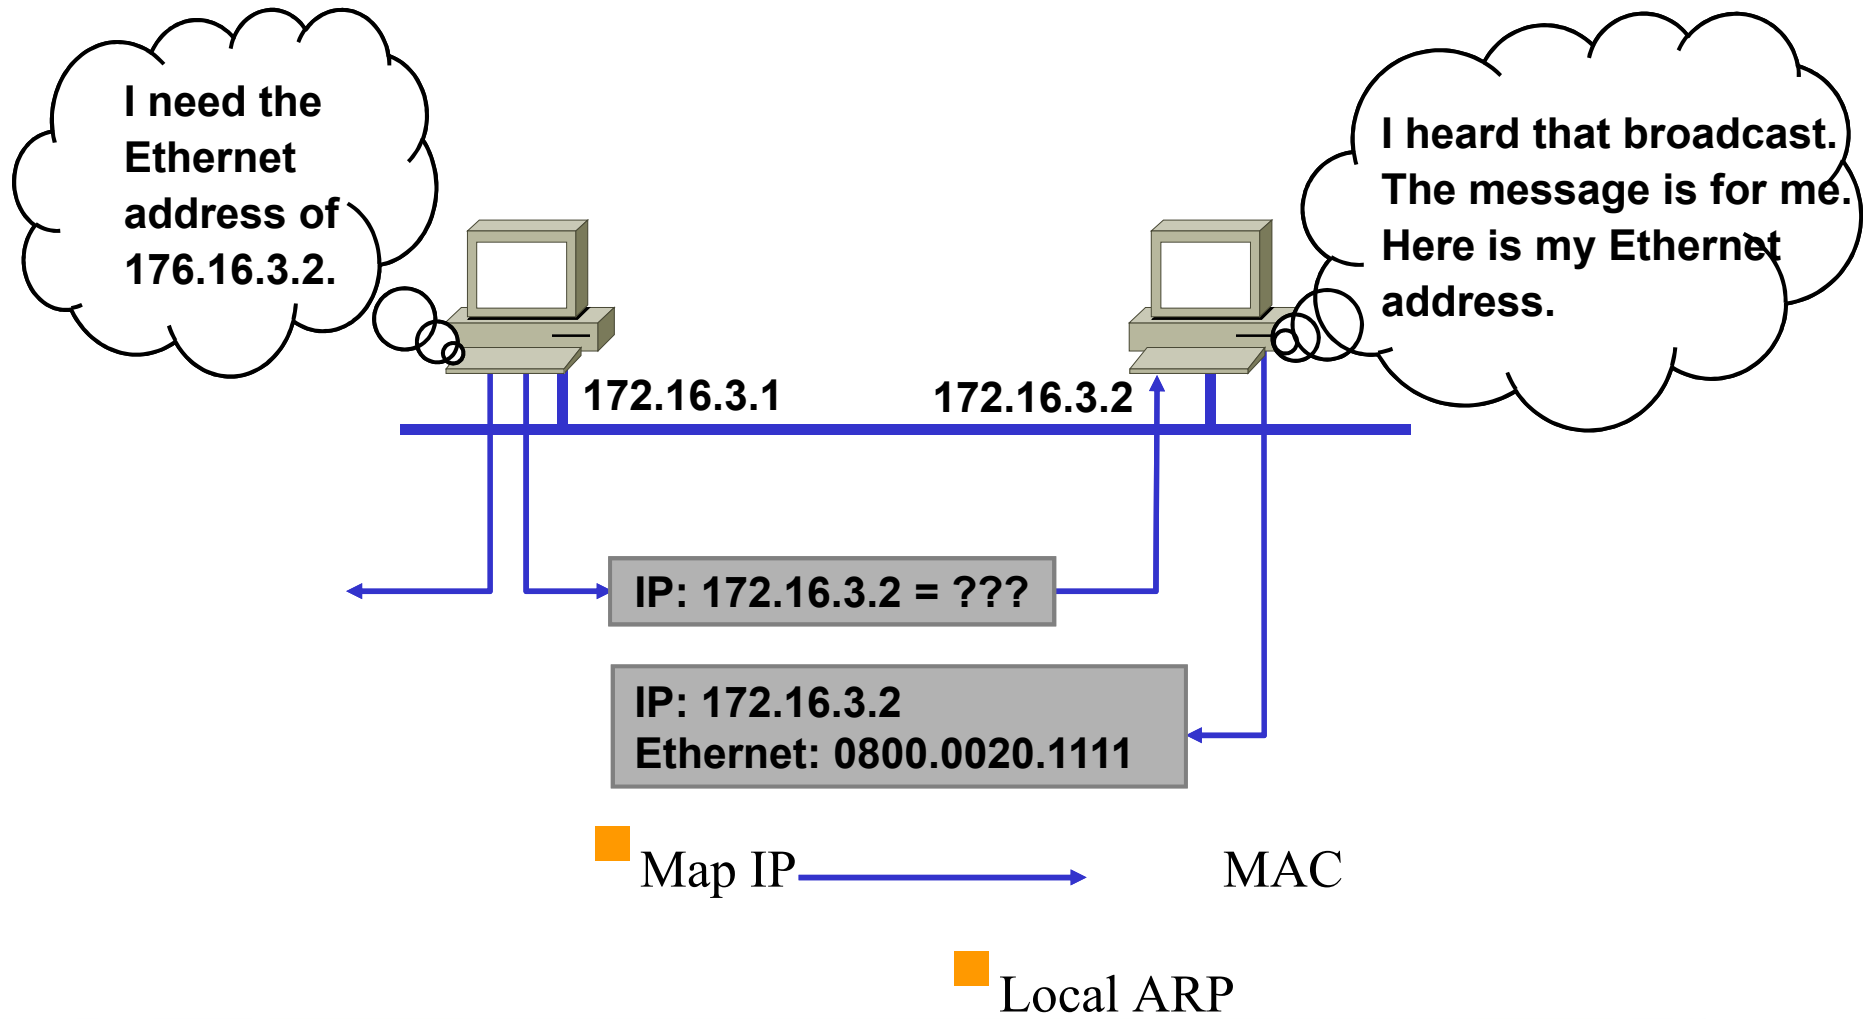 I need the
Ethernet
address of
176.16.3.2.
I heard that broadcast.
The message is for me.
Here is my Ethernet
address.
172.16.3.1
172.16.3.2
IP: 172.16.3.2 = ???
IP: 172.16.3.2
Ethernet: 0800.0020.1111
Map IP
MAC
Local ARP